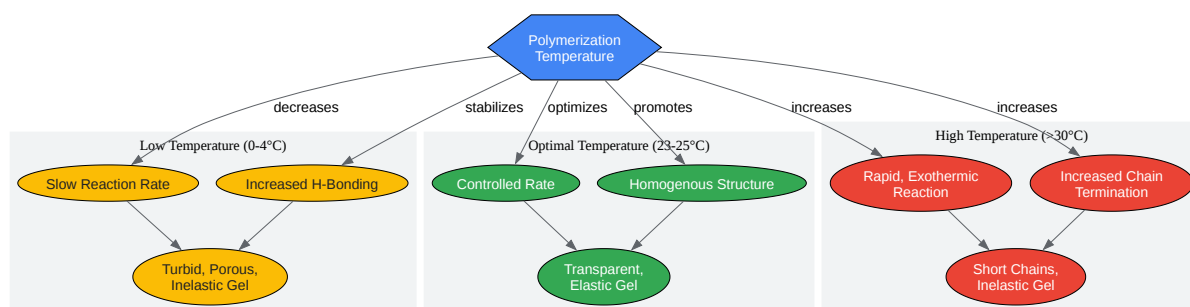 Polymerization
Temperature
decreases
stabilizes
optimizes
promotes
increases
increases
Low Temperature (0-4°C)
Optimal Temperature (23-25°C)
High Temperature (>30°C)
Slow Reaction Rate
Increased H-Bonding
Controlled Rate
Homogenous Structure
Rapid, Exothermic
Reaction
Increased Chain
Termination
Turbid, Porous,
Inelastic Gel
Transparent,
Elastic Gel
Short Chains,
Inelastic Gel